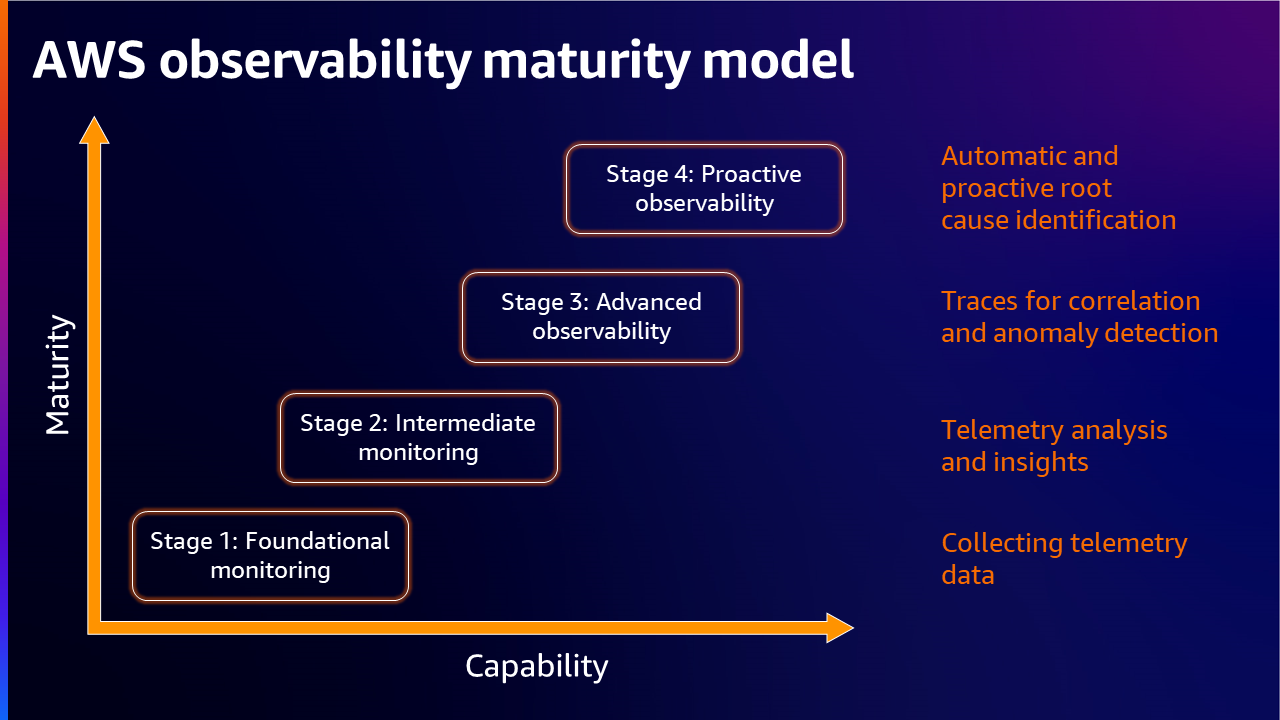 AWS observability maturity model
Stage 4: Proactive
observability
Automatic and
proactive root
cause identification
Stage 3: Advanced
observability
Traces for correlation
and anomaly detection
Stage 2: Intermediate
monitoring
Telemetry analysis
and insights
Stage 1: Foundational
monitoring
Collecting telemetry
data
Maturity
Capability